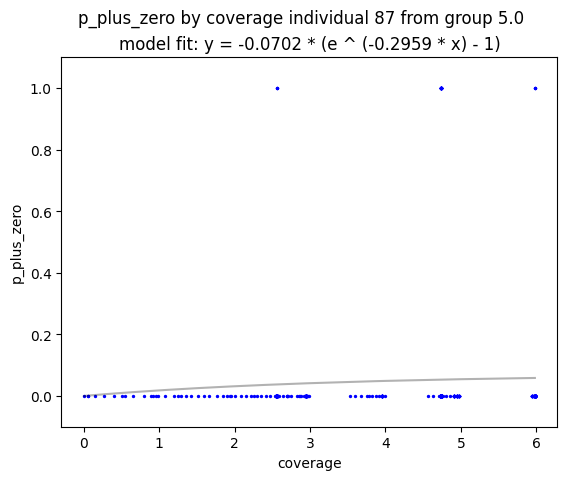 p_plus_zero by coverage individual 87 from group 5.0
model fit: y = -0.0702 * (e ^ (-0.2959 * x) - 1)
1.0
0.8
0.6
0.4
0.2
0.0
p_plus_zero
0 1 2 3 4 5 6
coverage